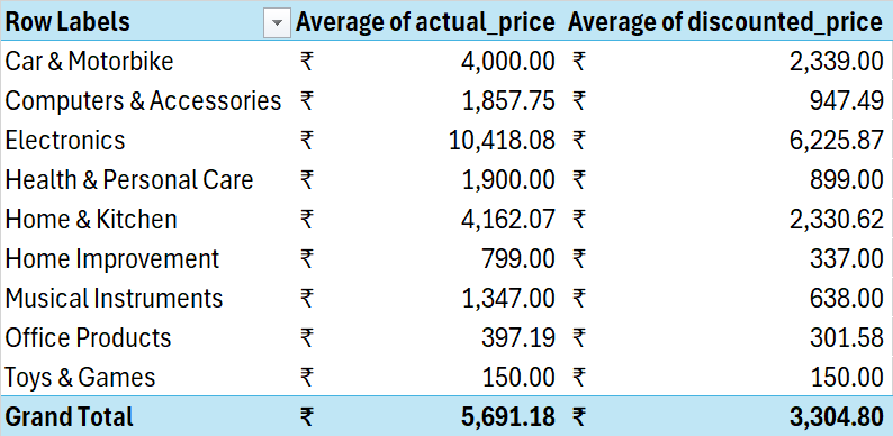 Row Labels Average of actual_price Average of discounted_price
Car & Motorbike ₹ 4,000.00 ₹ 2,339.00
Computers & Accessories ₹ 1,857.75 ₹ 947.49
Electronics ₹ 10,418.08 ₹ 6,225.87
Health & Personal Care ₹ 1,900.00 ₹ 899.00
Home & Kitchen ₹ 4,162.07 ₹ 2,330.62
Home Improvement ₹ 799.00 ₹ 337.00
Musical Instruments ₹ 1,347.00 ₹ 638.00
Office Products ₹ 397.19 ₹ 301.58
Toys & Games ₹ 150.00 ₹ 150.00
Grand Total ₹ 5,691.18 ₹ 3,304.80